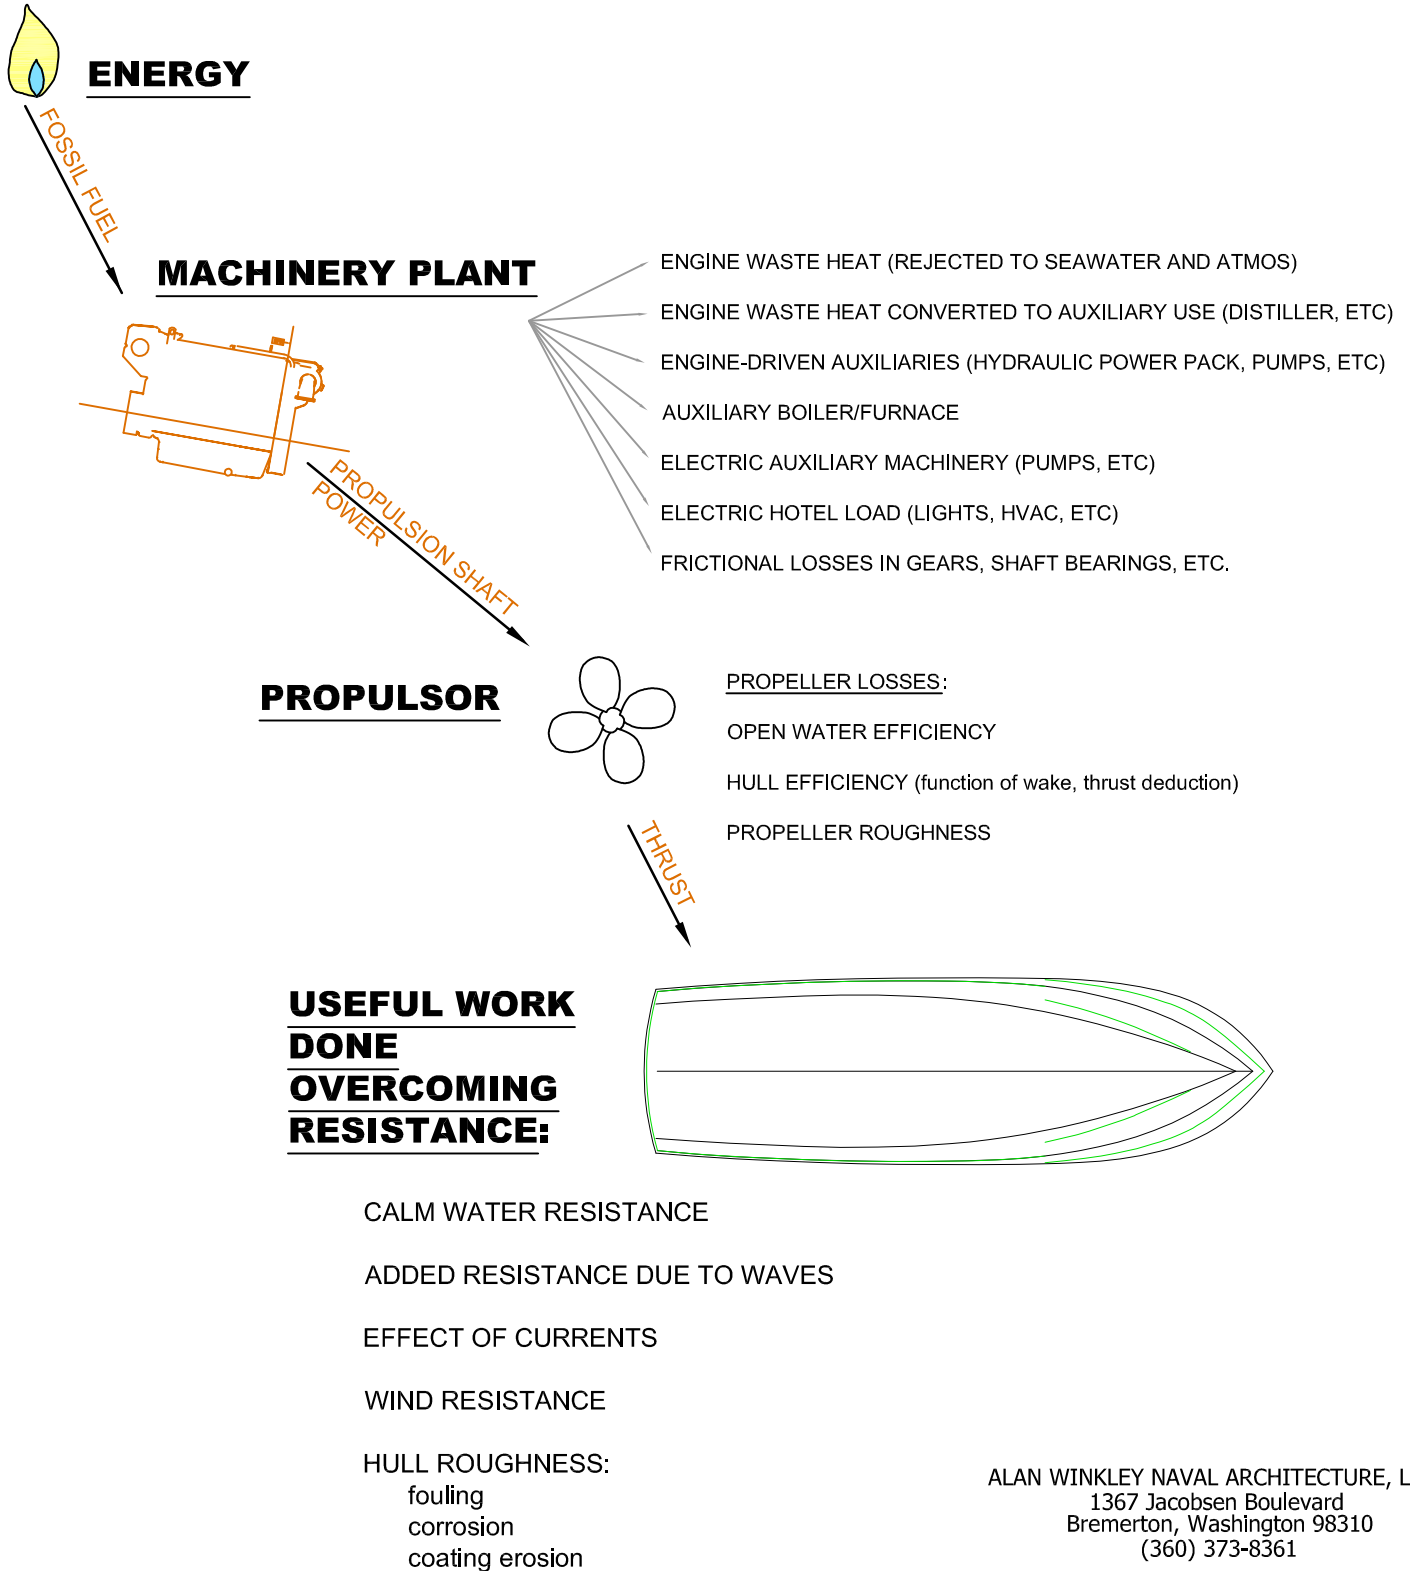 ENERGY
FOSSIL FUEL
MACHINERY PLANT
ENGINE WASTE HEAT (REJECTED TO SEAWATER AND ATMOS)
ENGINE WASTE HEAT CONVERTED TO AUXILIARY USE (DISTILLER, ETC)
ENGINE-DRIVEN AUXILIARIES (HYDRAULIC POWER PACK, PUMPS, ETC)
AUXILIARY BOILER/FURNACE
ELECTRIC AUXILIARY MACHINERY (PUMPS, ETC)
ELECTRIC HOTEL LOAD (LIGHTS, HVAC, ETC)
FRICTIONAL LOSSES IN GEARS, SHAFT BEARINGS, ETC.
PROPULSION SHAFT
POWER
PROPULSOR
PROPELLER LOSSES:
OPEN WATER EFFICIENCY
HULL EFFICIENCY (function of wake, thrust deduction)
PROPELLER ROUGHNESS
THRUST
USEFUL WORK
DONE
OVERCOMING
RESISTANCE:
CALM WATER RESISTANCE
ADDED RESISTANCE DUE TO WAVES
EFFECT OF CURRENTS
WIND RESISTANCE
HULL ROUGHNESS:
fouling
corrosion
coating erosion
ALAN WINKLEY NAVAL ARCHITECTURE, L
1367 Jacobsen Boulevard
Bremerton, Washington 98310
(360) 373-8361